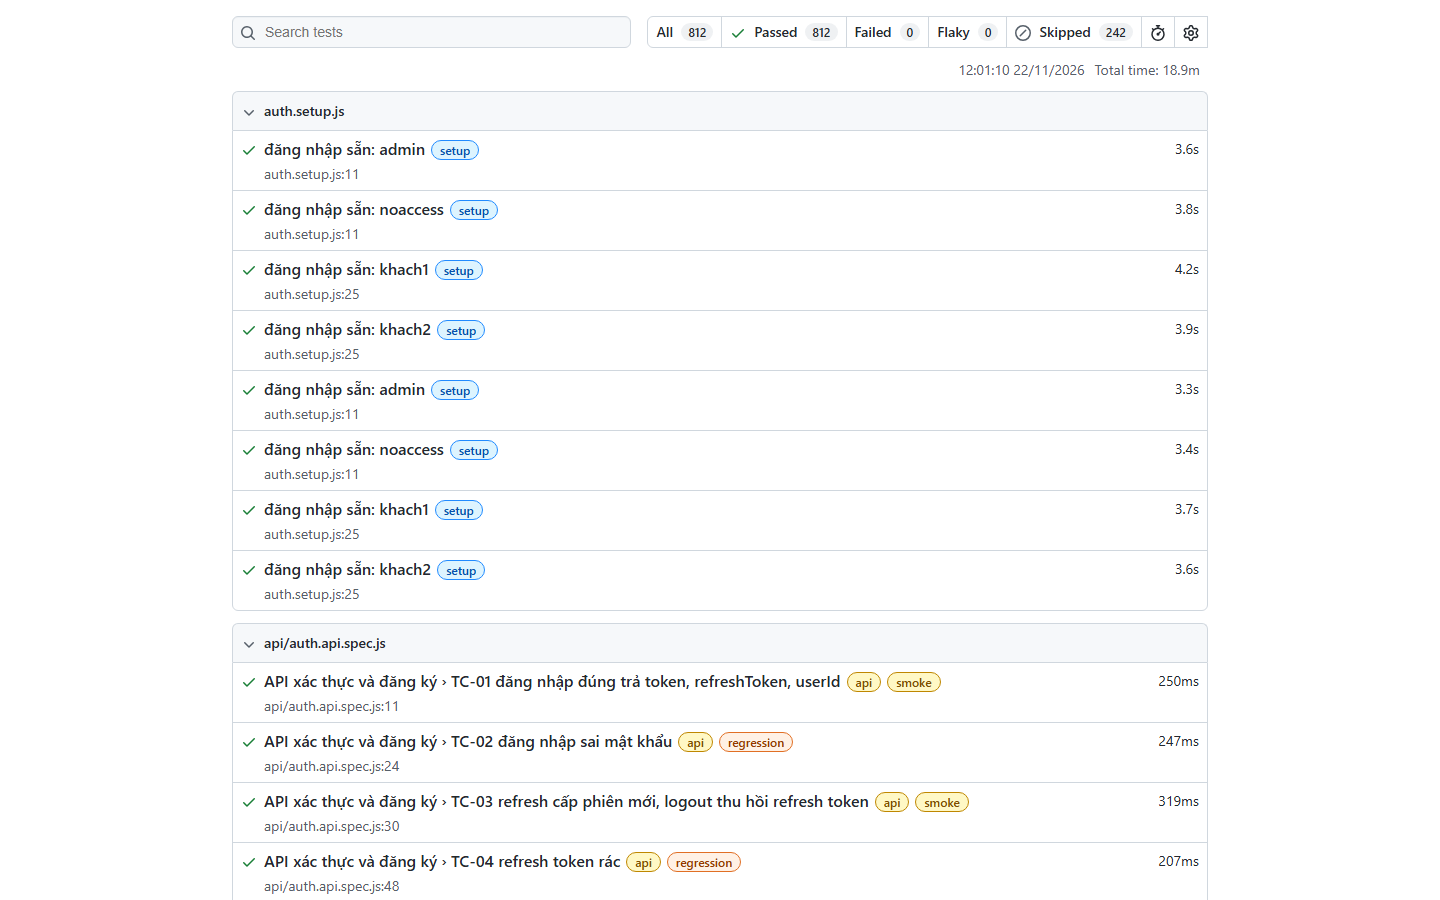 Search tests
All 812 Passed 812 Failed 0 Flaky 0 Skipped 242
12:01:10 22/11/2026 Total time: 18.9m
auth.setup.js
đăng nhập sẵn: admin setup 3.6s
auth.setup.js:11
đăng nhập sẵn: noaccess setup 3.8s
auth.setup.js:11
đăng nhập sẵn: khach1 setup 4.2s
auth.setup.js:25
đăng nhập sẵn: khach2 setup 3.9s
auth.setup.js:25
đăng nhập sẵn: admin setup 3.3s
auth.setup.js:11
đăng nhập sẵn: noaccess setup 3.4s
auth.setup.js:11
đăng nhập sẵn: khach1 setup 3.7s
auth.setup.js:25
đăng nhập sẵn: khach2 setup 3.6s
auth.setup.js:25
api/auth.api.spec.js
API xác thực và đăng ký › TC-01 đăng nhập đúng trả token, refreshToken, userId api smoke 250ms
api/auth.api.spec.js:11
API xác thực và đăng ký › TC-02 đăng nhập sai mật khẩu api regression 247ms
api/auth.api.spec.js:24
API xác thực và đăng ký › TC-03 refresh cấp phiên mới, logout thu hồi refresh token api smoke 319ms
api/auth.api.spec.js:30
API xác thực và đăng ký › TC-04 refresh token rác api regression 207ms
api/auth.api.spec.js:48